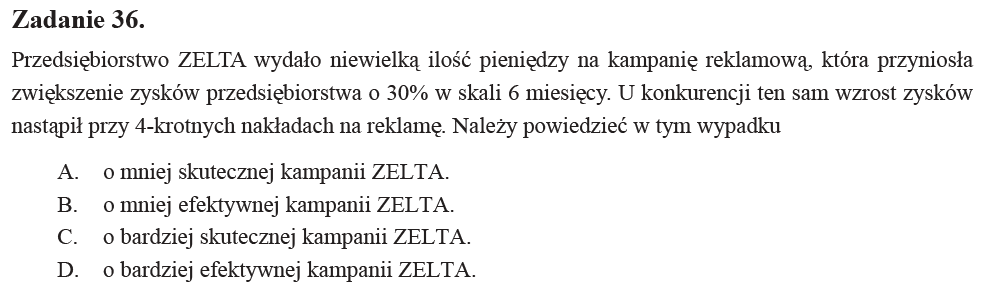 Zadanie 36.
Przedsiębiorstwo ZELTA wydało niewielką ilość pieniędzy na kampanię reklamową, która przyniosła
zwiększenie zysków przedsiębiorstwa o 30% w skali 6 miesięcy. U konkurencji ten sam wzrost zysków
nastąpił przy 4-krotnych nakładach na reklamę. Należy powiedzieć w tym wypadku
A. o mniej skutecznej kampanii ZELTA.
B. o mniej efektywnej kampanii ZELTA.
C. o bardziej skutecznej kampanii ZELTA.
D. o bardziej efektywnej kampanii ZELTA.